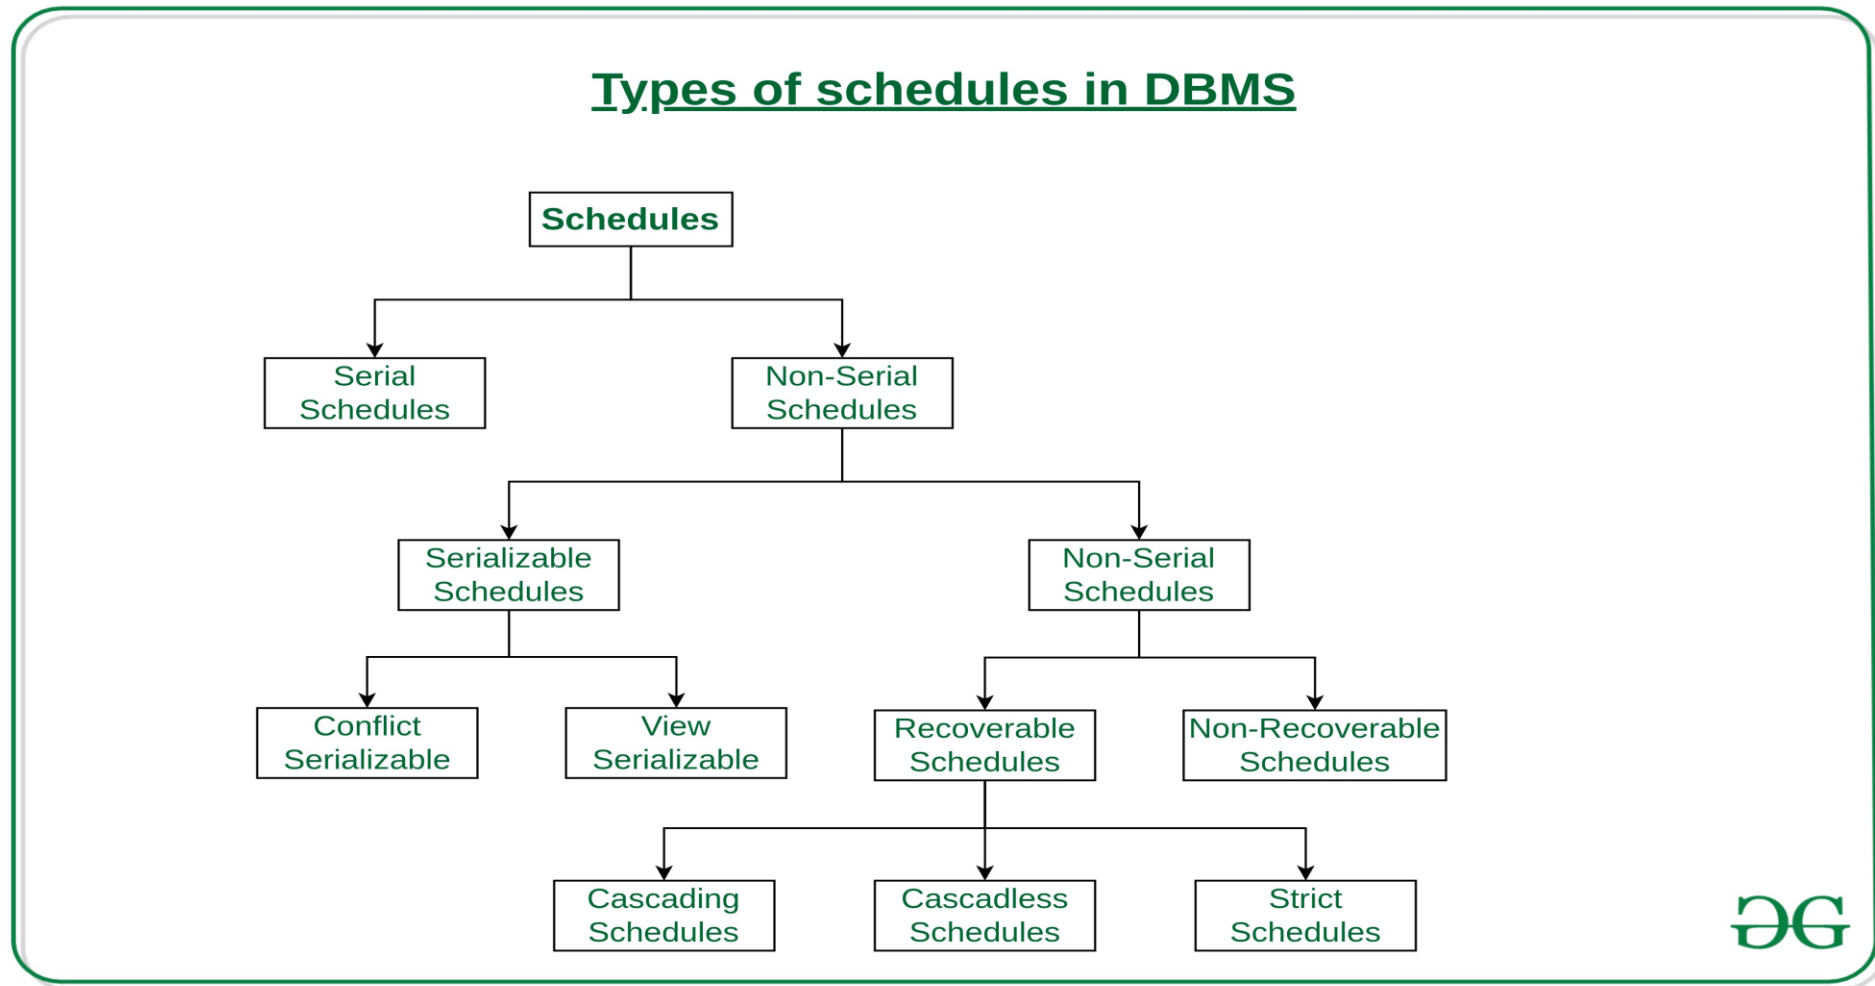 Types of schedules in DBMS
Schedules
Serial
Schedules
Non-Serial
Schedules
Serializable
Schedules
Non-Serial
Schedules
Conflict
Serializable
View
Serializable
Recoverable
Schedules
Non-Recoverable
Schedules
Cascading
Schedules
Cascadless
Schedules
Strict
Schedules